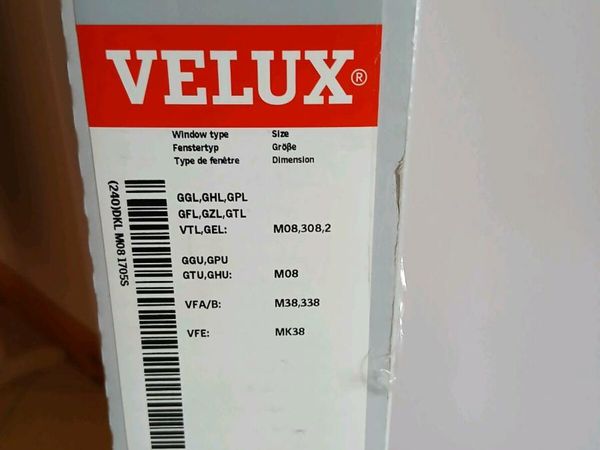 VELUX®
Window type Size
Fenstertyp Größe
Type de fenêtre Dimension
GGL,GHL,GPL
GFL,GZL,GTL
VTL,GEL: M08,308,2
GGU,GPU
GTU,GHU: M08
VFA/B: M38,338
VFE: MK38
(240)DKL M08 1705S